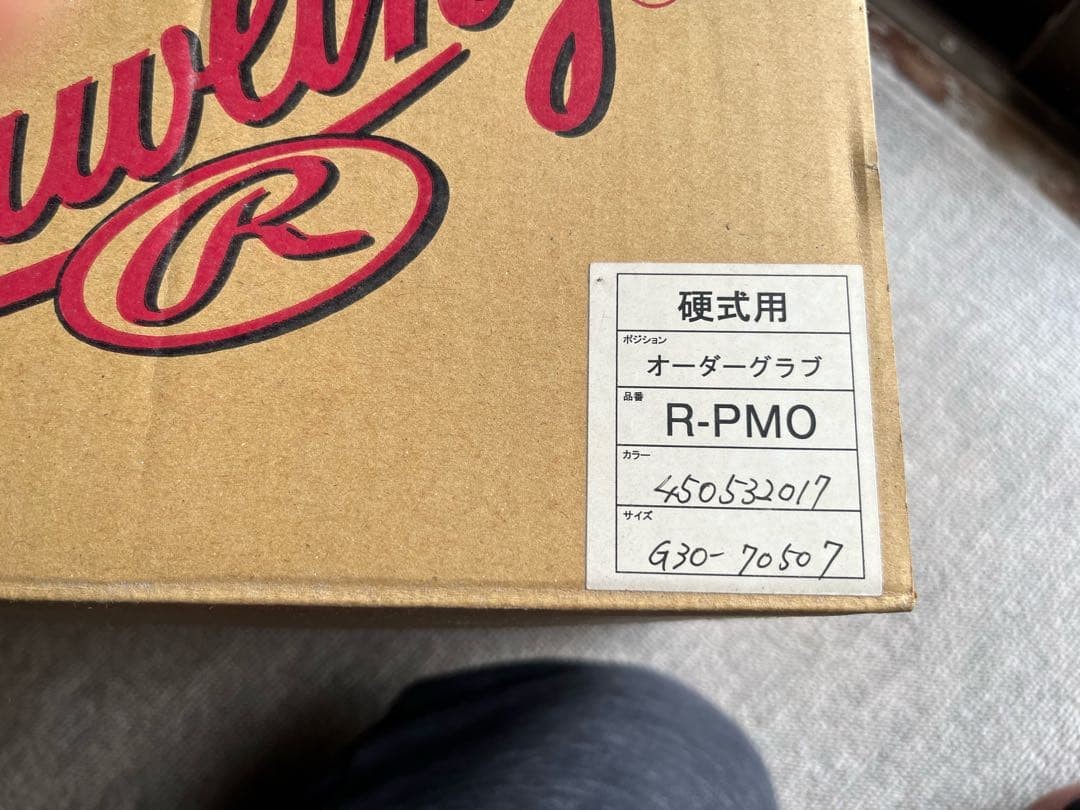 R
硬式用
ポジション
オーダーグラブ
品番
R-PMO
カラー
450532017
サイズ
G30-70507